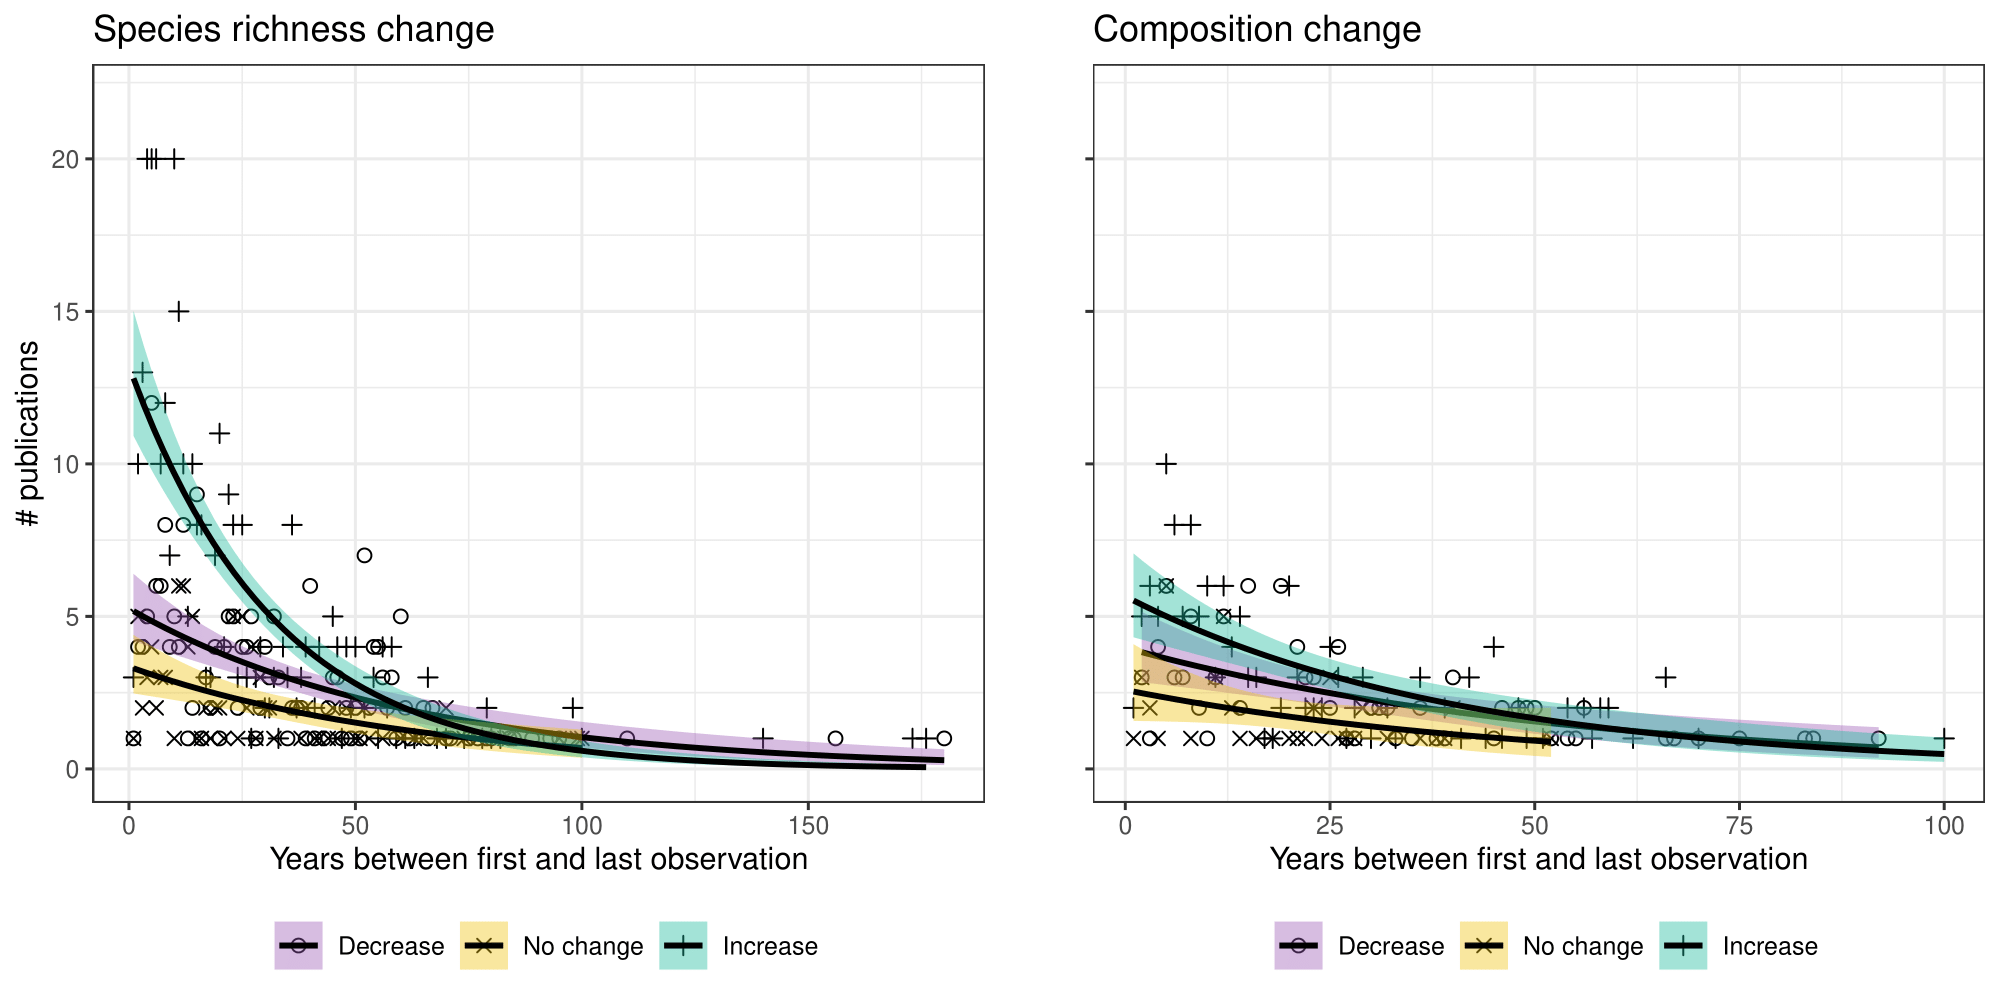 Species richness change
Composition change
# publications
20
15
10
5
0
0 50 100 150
0 25 50 75 100
Years between first and last observation
Years between first and last observation
Decrease No change Increase
Decrease No change Increase